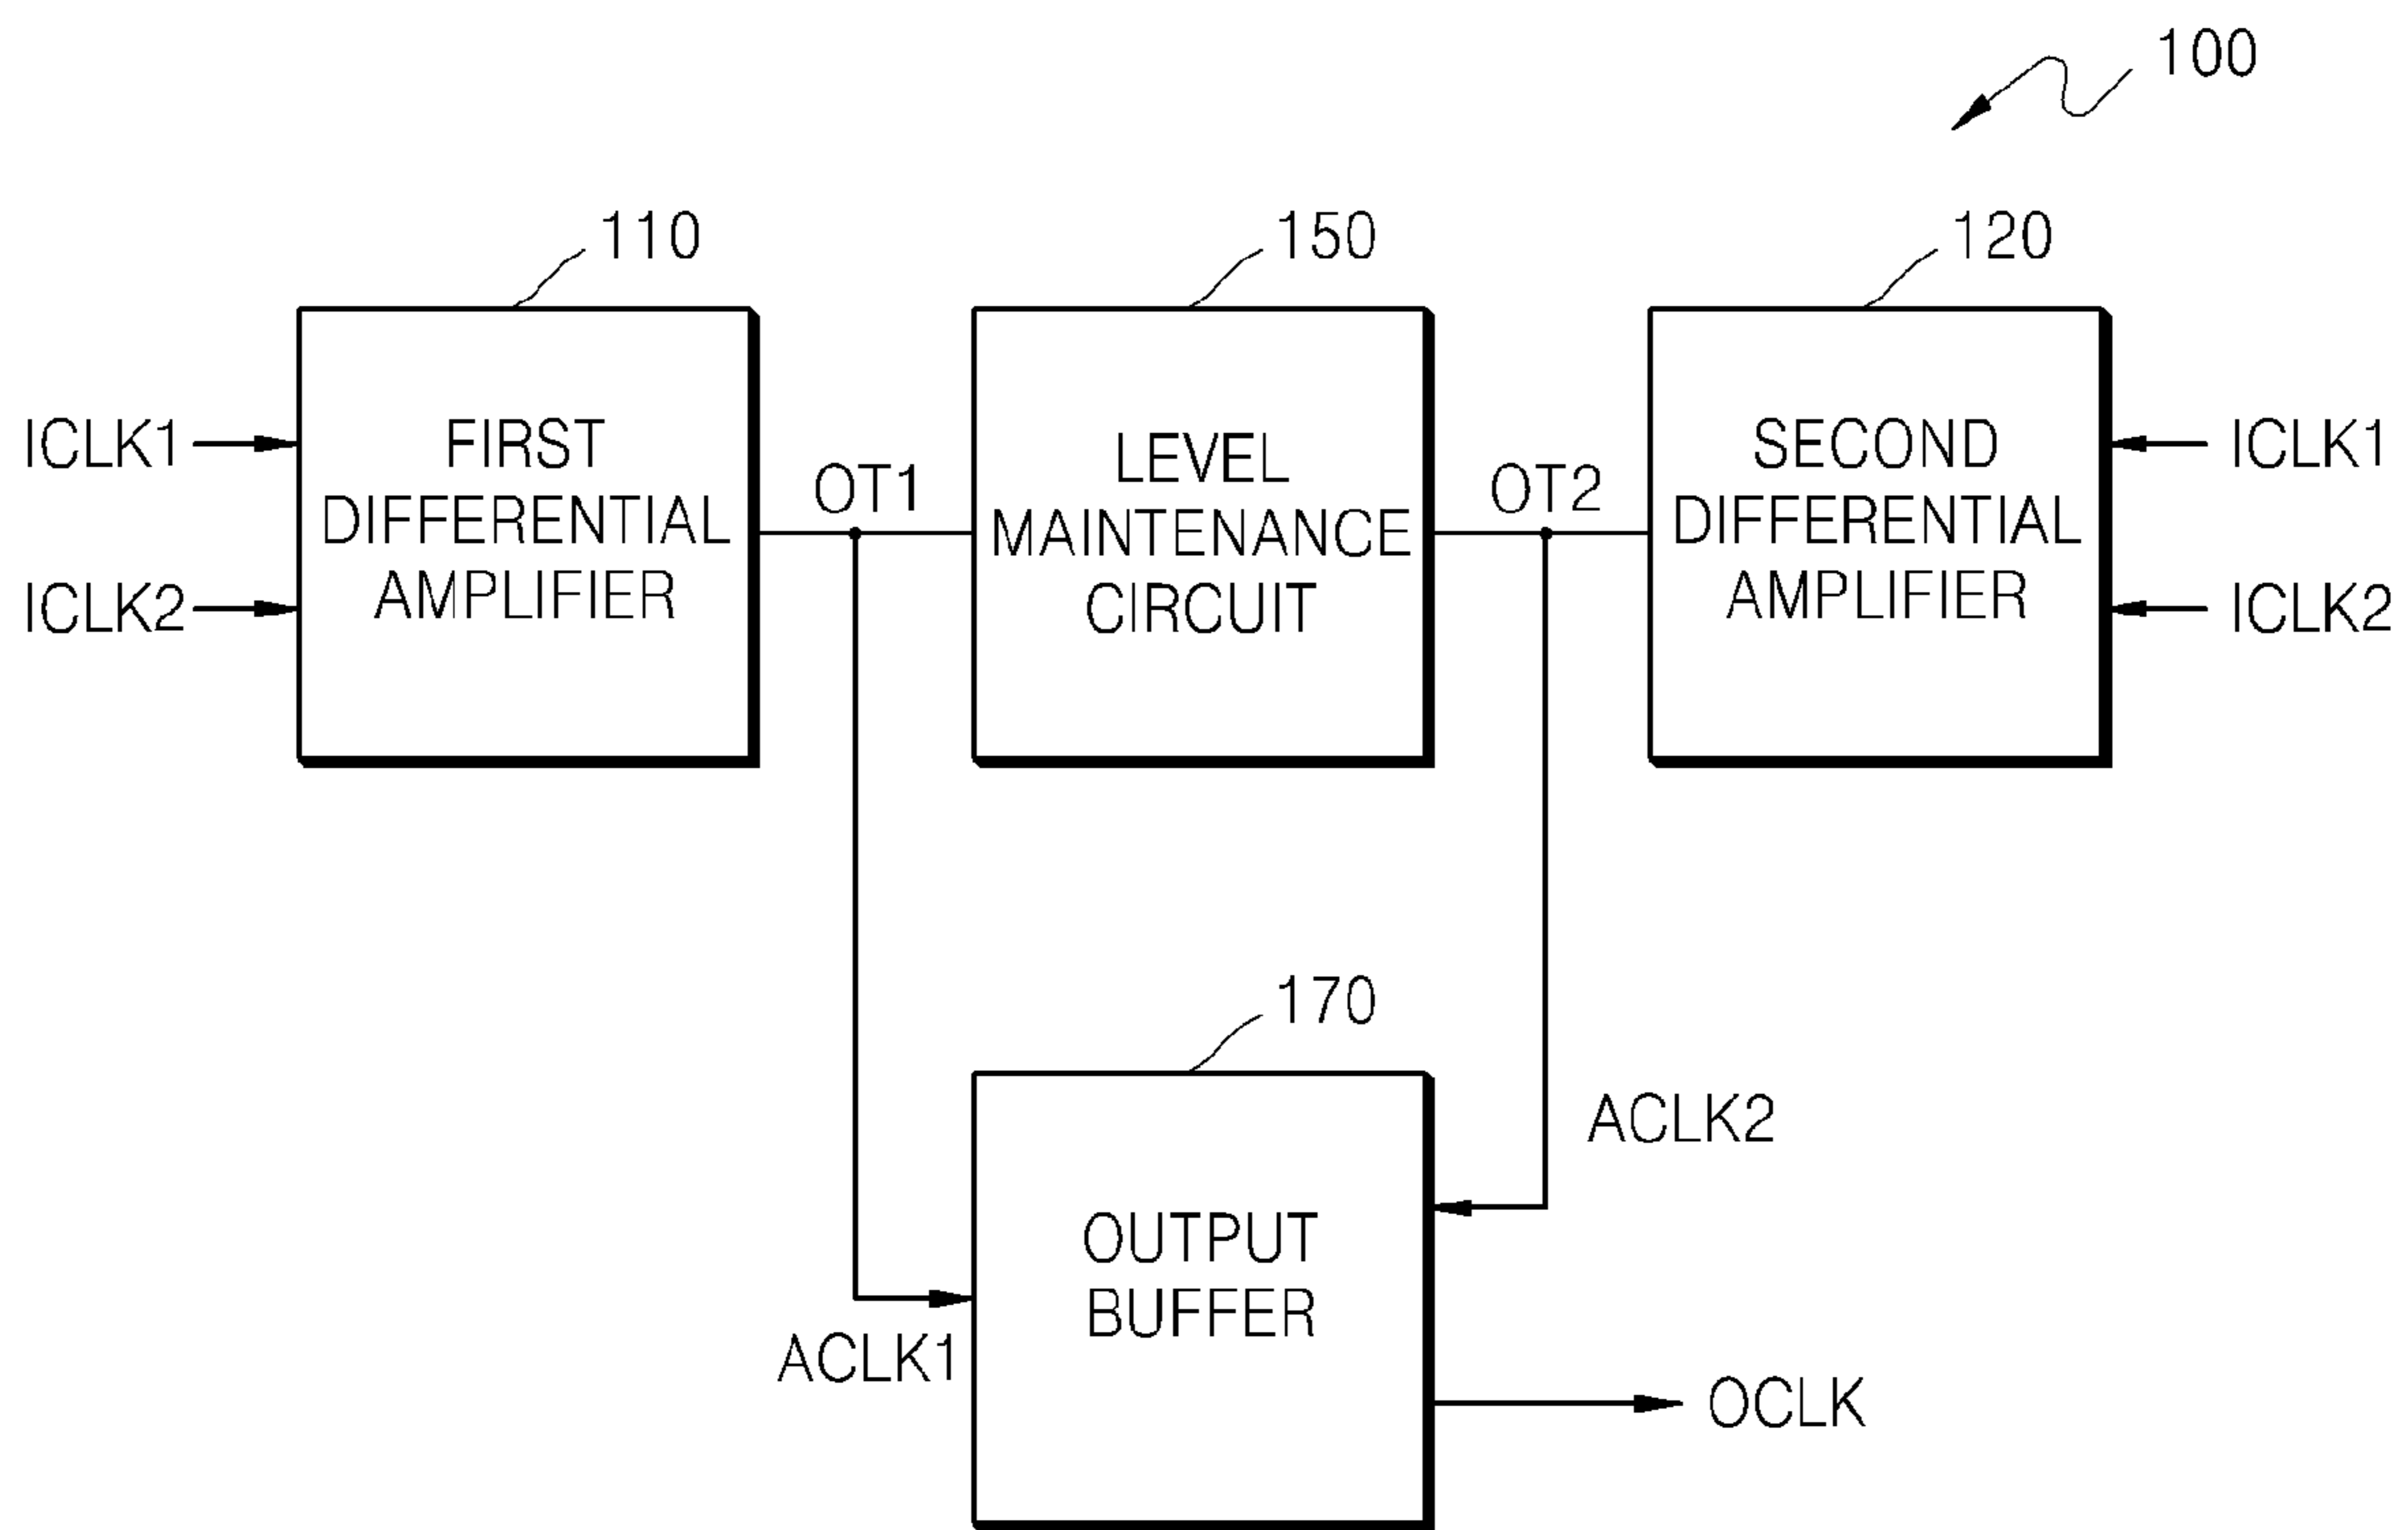 100
110
150
120
ICLK1
ICLK2
FIRST
DIFFERENTIAL
AMPLIFIER
OT1
LEVEL
MAINTENANCE
CIRCUIT
OT2
SECOND
DIFFERENTIAL
AMPLIFIER
ICLK1
ICLK2
170
ACLK2
OUTPUT
BUFFER
ACLK1
OCLK